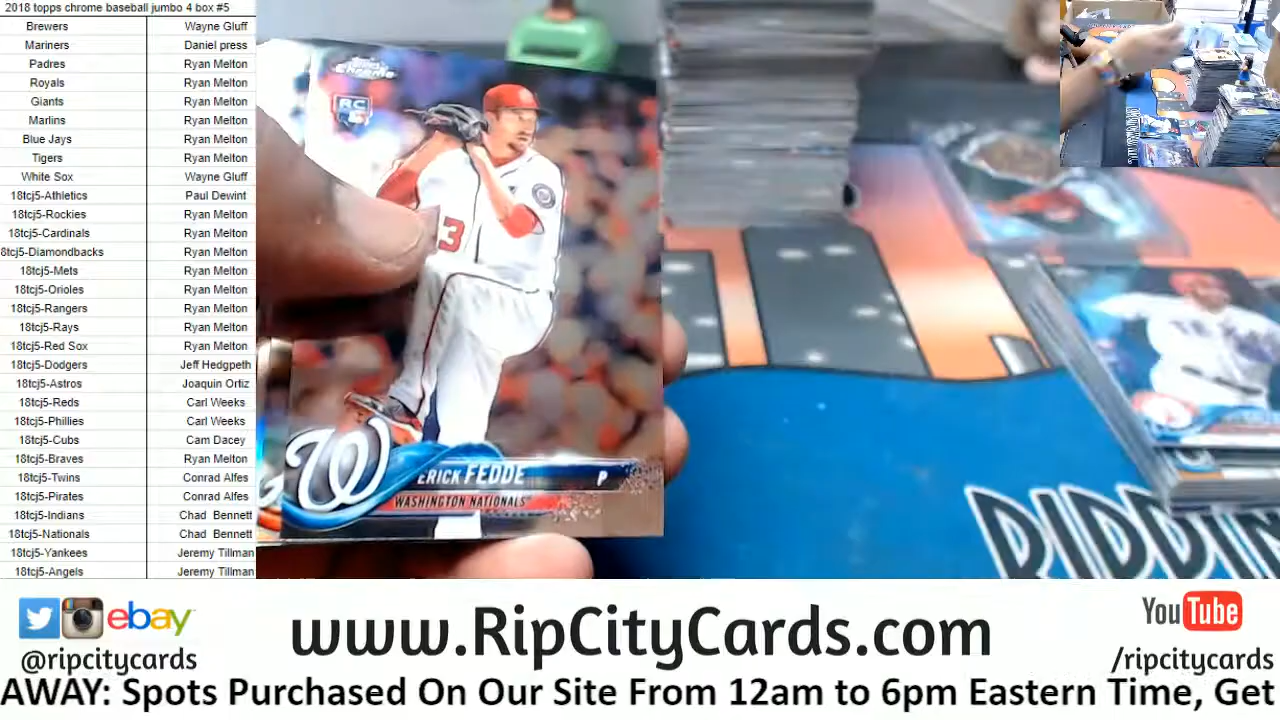 2018 topps chrome baseball jumbo 4 box #5
Brewers Wayne Gluff
Mariners Daniel press
Padres Ryan Melton
Royals Ryan Melton
Giants Ryan Melton
Marlins Ryan Melton
Blue Jays Ryan Melton
Tigers Ryan Melton
White Sox Wayne Gluff
18tcj5-Athletics Paul Dewint
18tcj5-Rockies Ryan Melton
18tcj5-Cardinals Ryan Melton
8tcj5-Diamondbacks Ryan Melton
18tcj5-Mets Ryan Melton
18tcj5-Orioles Ryan Melton
18tcj5-Rangers Ryan Melton
18tcj5-Rays Ryan Melton
18tcj5-Red Sox Ryan Melton
18tcj5-Dodgers Jeff Hedgpeth
18tcj5-Astros Joaquin Ortiz
18tcj5-Reds Carl Weeks
18tcj5-Phillies Carl Weeks
18tcj5-Cubs Cam Dacey
18tcj5-Braves Ryan Melton
18tcj5-Twins Conrad Alfes
18tcj5-Pirates Conrad Alfes
18tcj5-Indians Chad Bennett
18tcj5-Nationals Chad Bennett
18tcj5-Yankees Jeremy Tillman
18tcj5-Angels Jeremy Tillman
Topps Chrome
RC
3
W
ERICK FEDDE P
WASHINGTON NATIONALS
TEXAS
RIPPIN
ebay
@ripcitycards
www.RipCityCards.com
YouTube
/ripcitycards
AWAY: Spots Purchased On Our Site From 12am to 6pm Eastern Time, Get